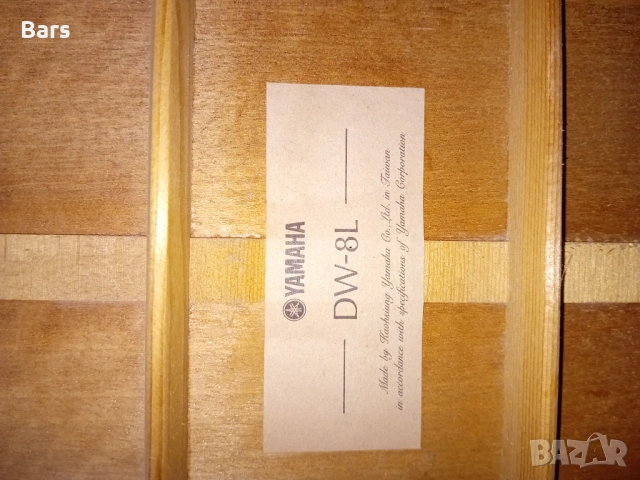 Bars
YAMAHA
DW-8L
Made by Kaohsiung Yamaha Co., Ltd. in Taiwan
in accordance with specifications of Yamaha Corporation
BAZAR